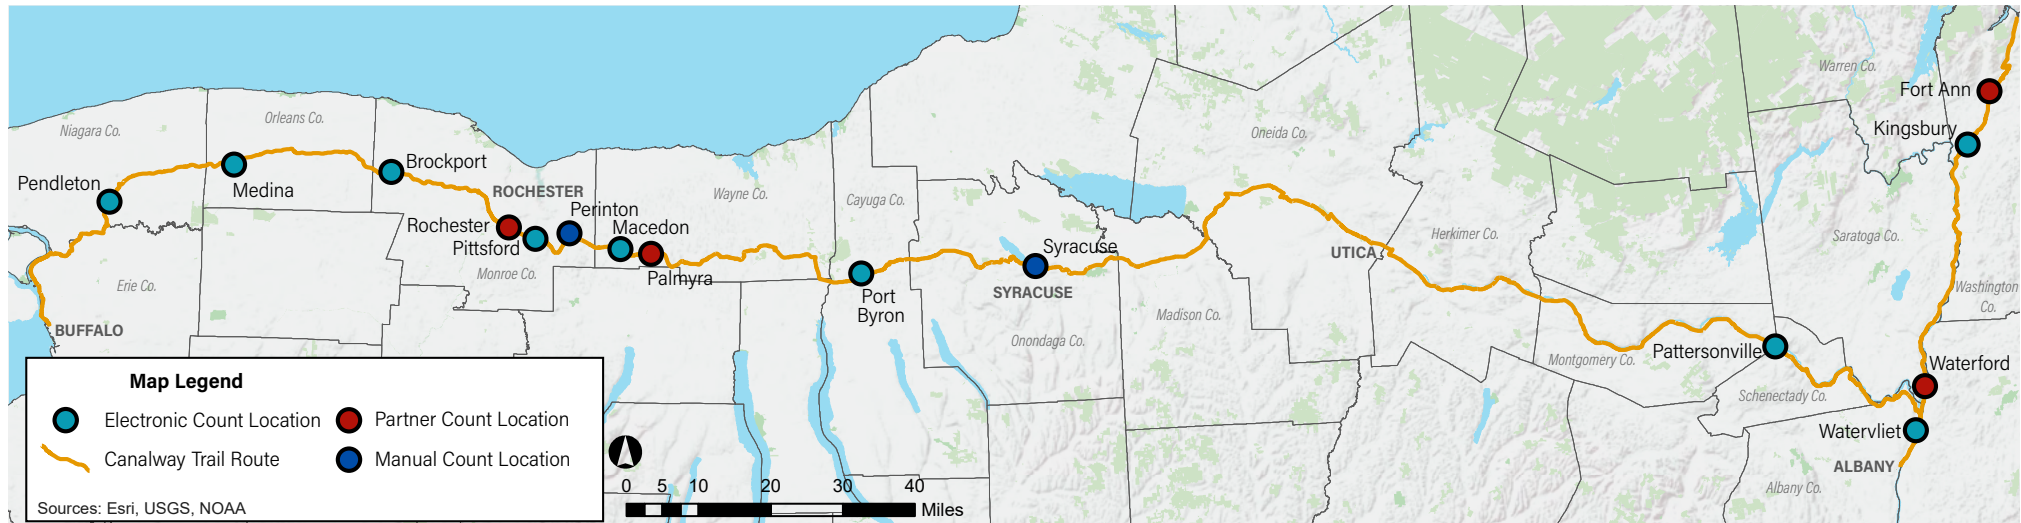 Niagara Co.
Orleans Co.
Pendleton
Medina
Brockport
ROCHESTER
Rochester
Pittsford
Perinton
Macedon
Palmyra
Monroe Co.
Wayne Co.
Cayuga Co.
Erie Co.
BUFFALO
Port
Byron
Syracuse
SYRACUSE
Onondaga Co.
Madison Co.
Oneida Co.
UTICA
Herkimer Co.
Montgomery Co.
Pattersonville
Schenectady Co.
Saratoga Co.
Warren Co.
Fort Ann
Kingsbury
Washington
Co.
Waterford
Watervliet
ALBANY
Albany Co.
Map Legend
Electronic Count Location
Partner Count Location
Canalway Trail Route
Manual Count Location
Sources: Esri, USGS, NOAA
0 5 10 20 30 40
Miles